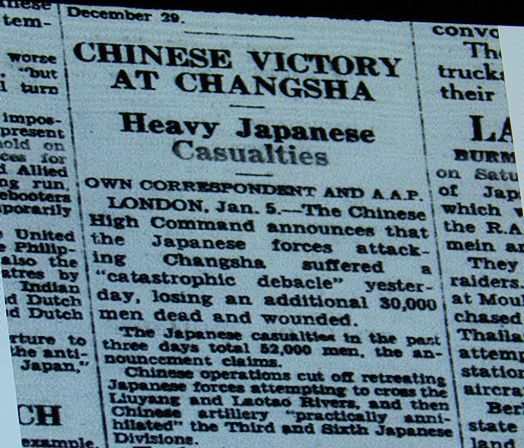 nese
tem-
worse
"but
turn
impos-
present
hold on
ces for
d Allied
ng run,
ebooters
porarily
United
Philip-
also the
atres by
Indian
d Dutch
d Dutch
rture to
the anti-
Japan,"
CH
example.
December 29.
CHINESE VICTORY
AT CHANGSHA
Heavy Japanese
Casualties
OWN CORRESPONDENT AND A.A.P.
LONDON, Jan. 5.—The Chinese
High Command announces that
the Japanese forces attack-
ing Changsha suffered a
"catastrophic debacle" yester-
day, losing an additional 30,000
men dead and wounded.
The Japanese casualties in the past
three days total 52,000 men, the an-
nouncement claims.
Chinese operations cut off retreating
Japanese forces attempting to cross the
Liuyang and Laotao Rivers, and then
Chinese artillery "practically anni-
hilated" the Third and Sixth Japanese
Divisions.
convo
Th
trucks
their
LA
BURM
on Satu
of Jap
which
the R.A
mein a
They
raiders.
at Moul
chased
Thaila
attemp
station
aircra
Ber
state
land